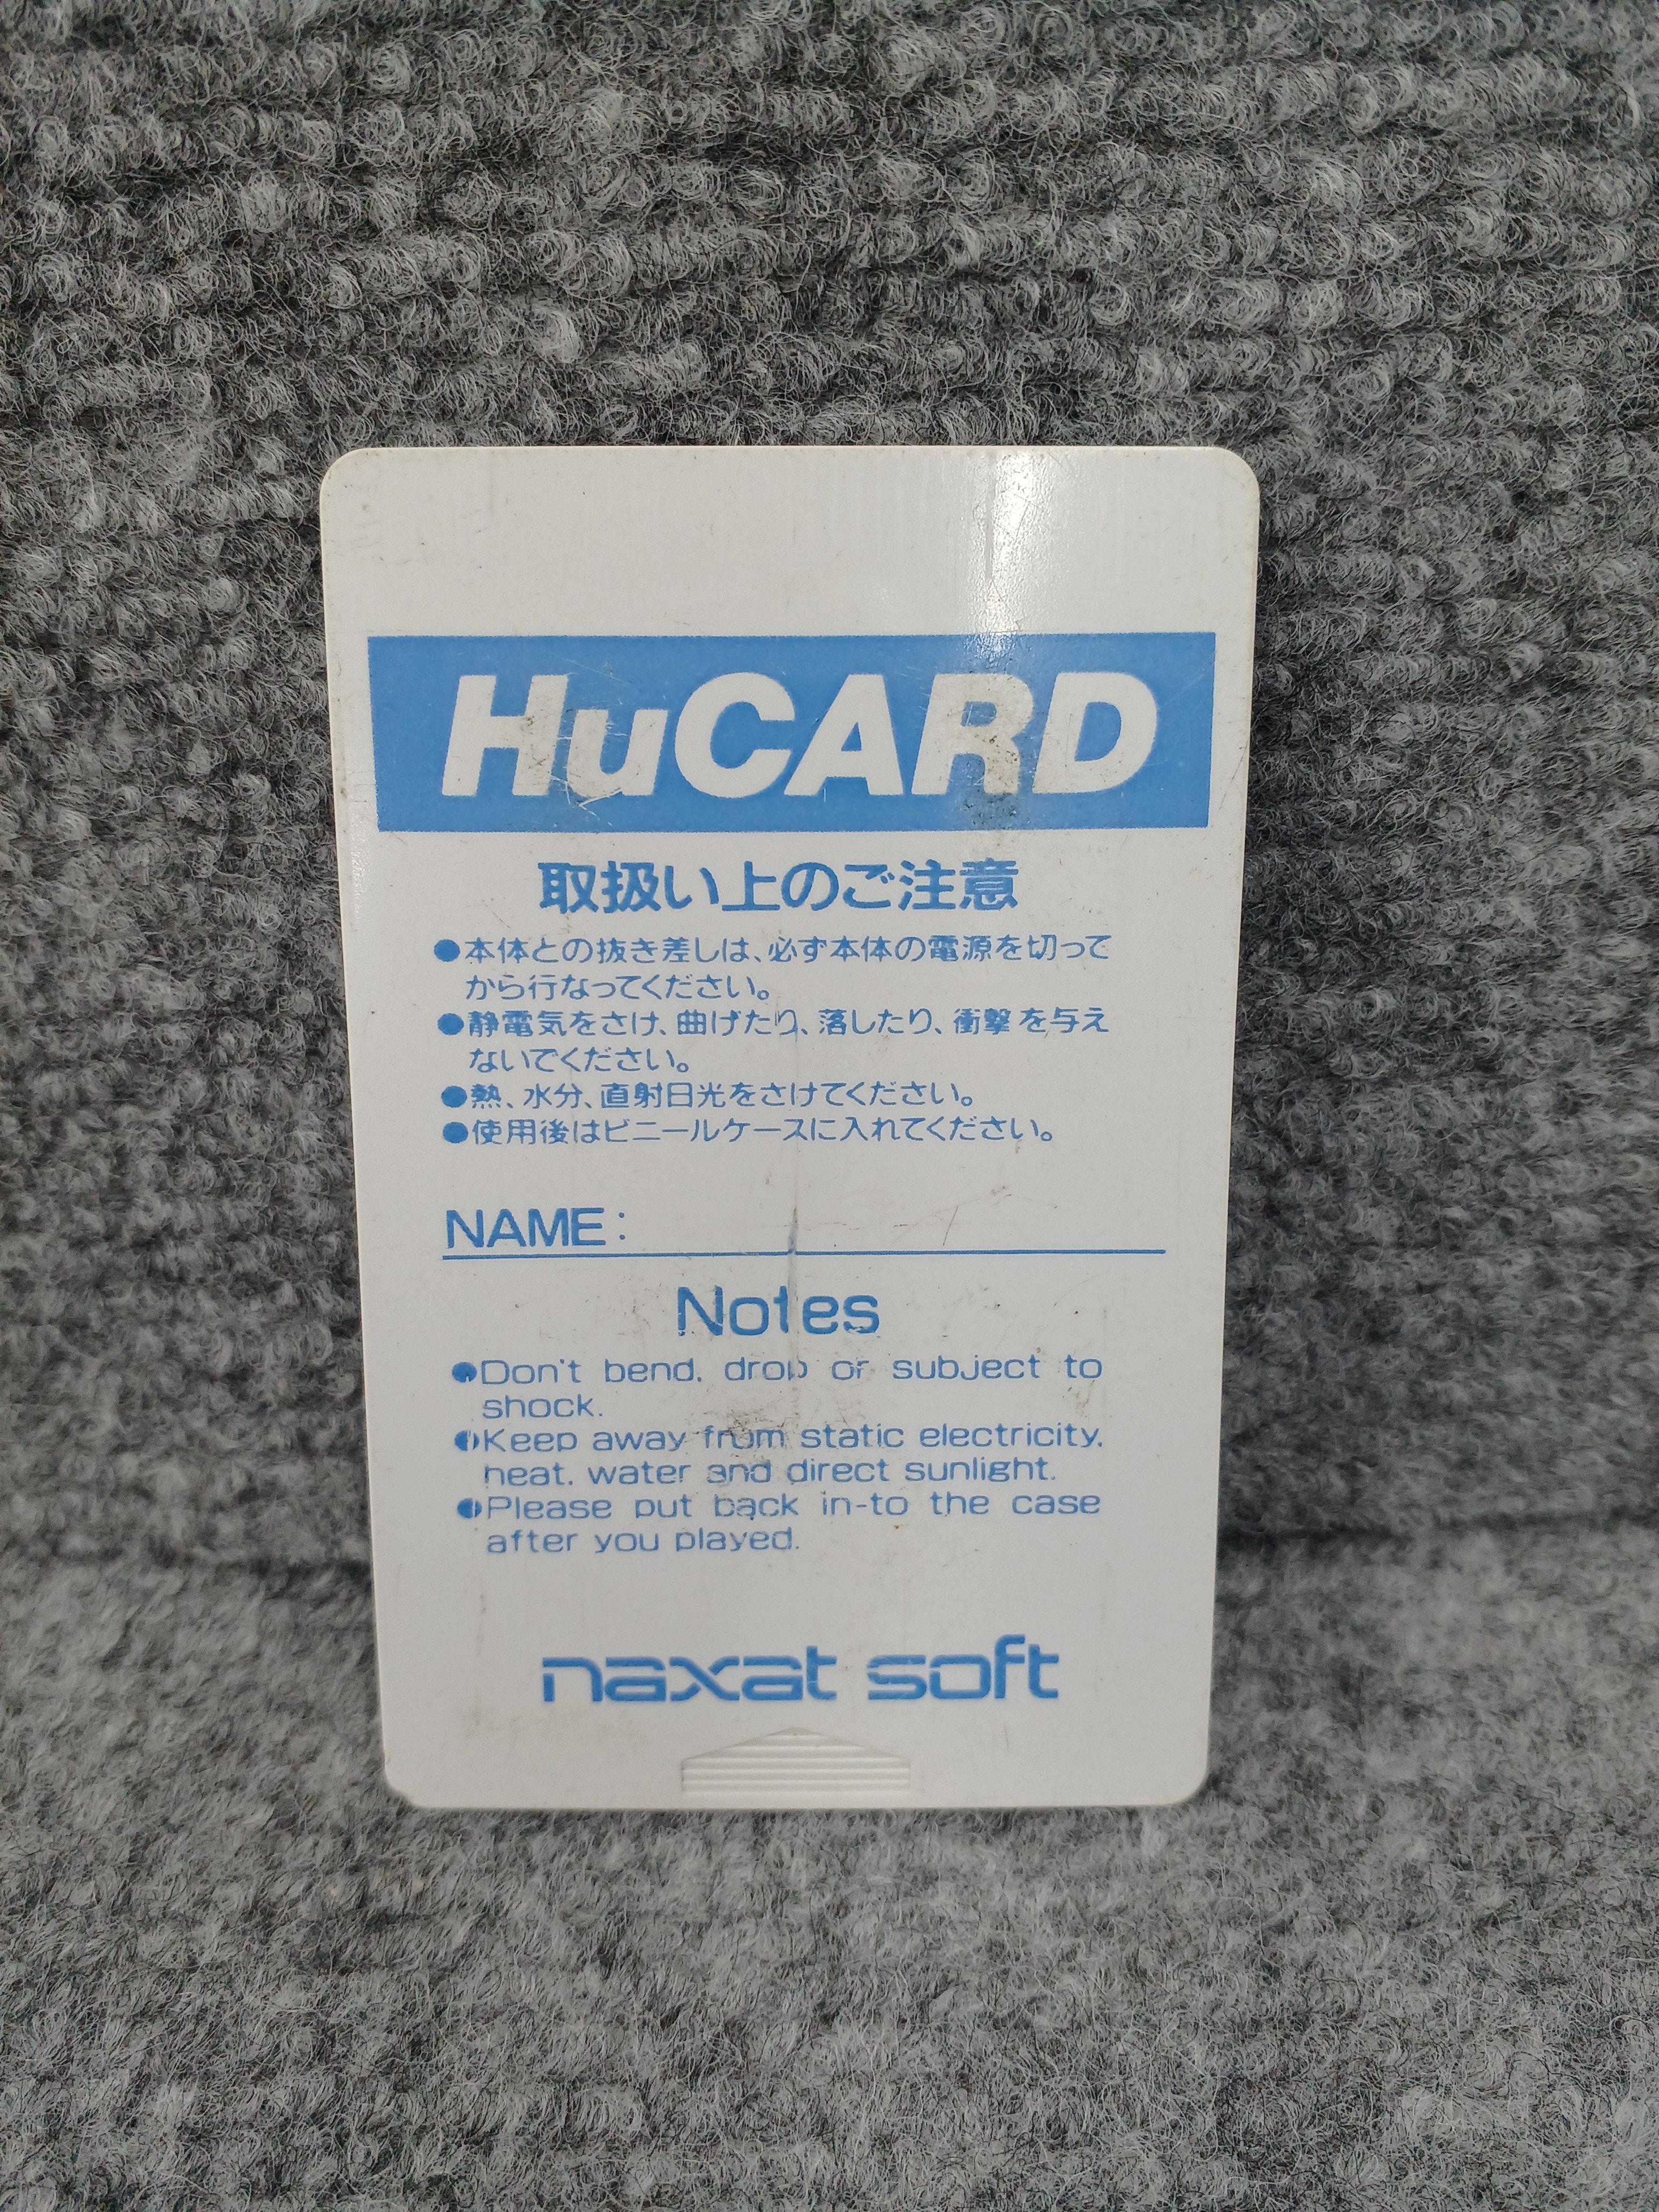 HuCARD
取扱い上のご注意
●本体との抜き差しは、必ず本体の電源を切って
から行なってください。
●静電気をさけ、曲げたり、落したり、衝撃を与え
ないでください。
●熱、水分、直射日光をさけてください。
●使用後はビニールケースに入れてください。
NAME:
Notes
●Don't bend, drop or subject to
shock.
●Keep away from static electricity,
heat, water and direct sunlight.
●Please put back in-to the case
after you played.
naxat soft